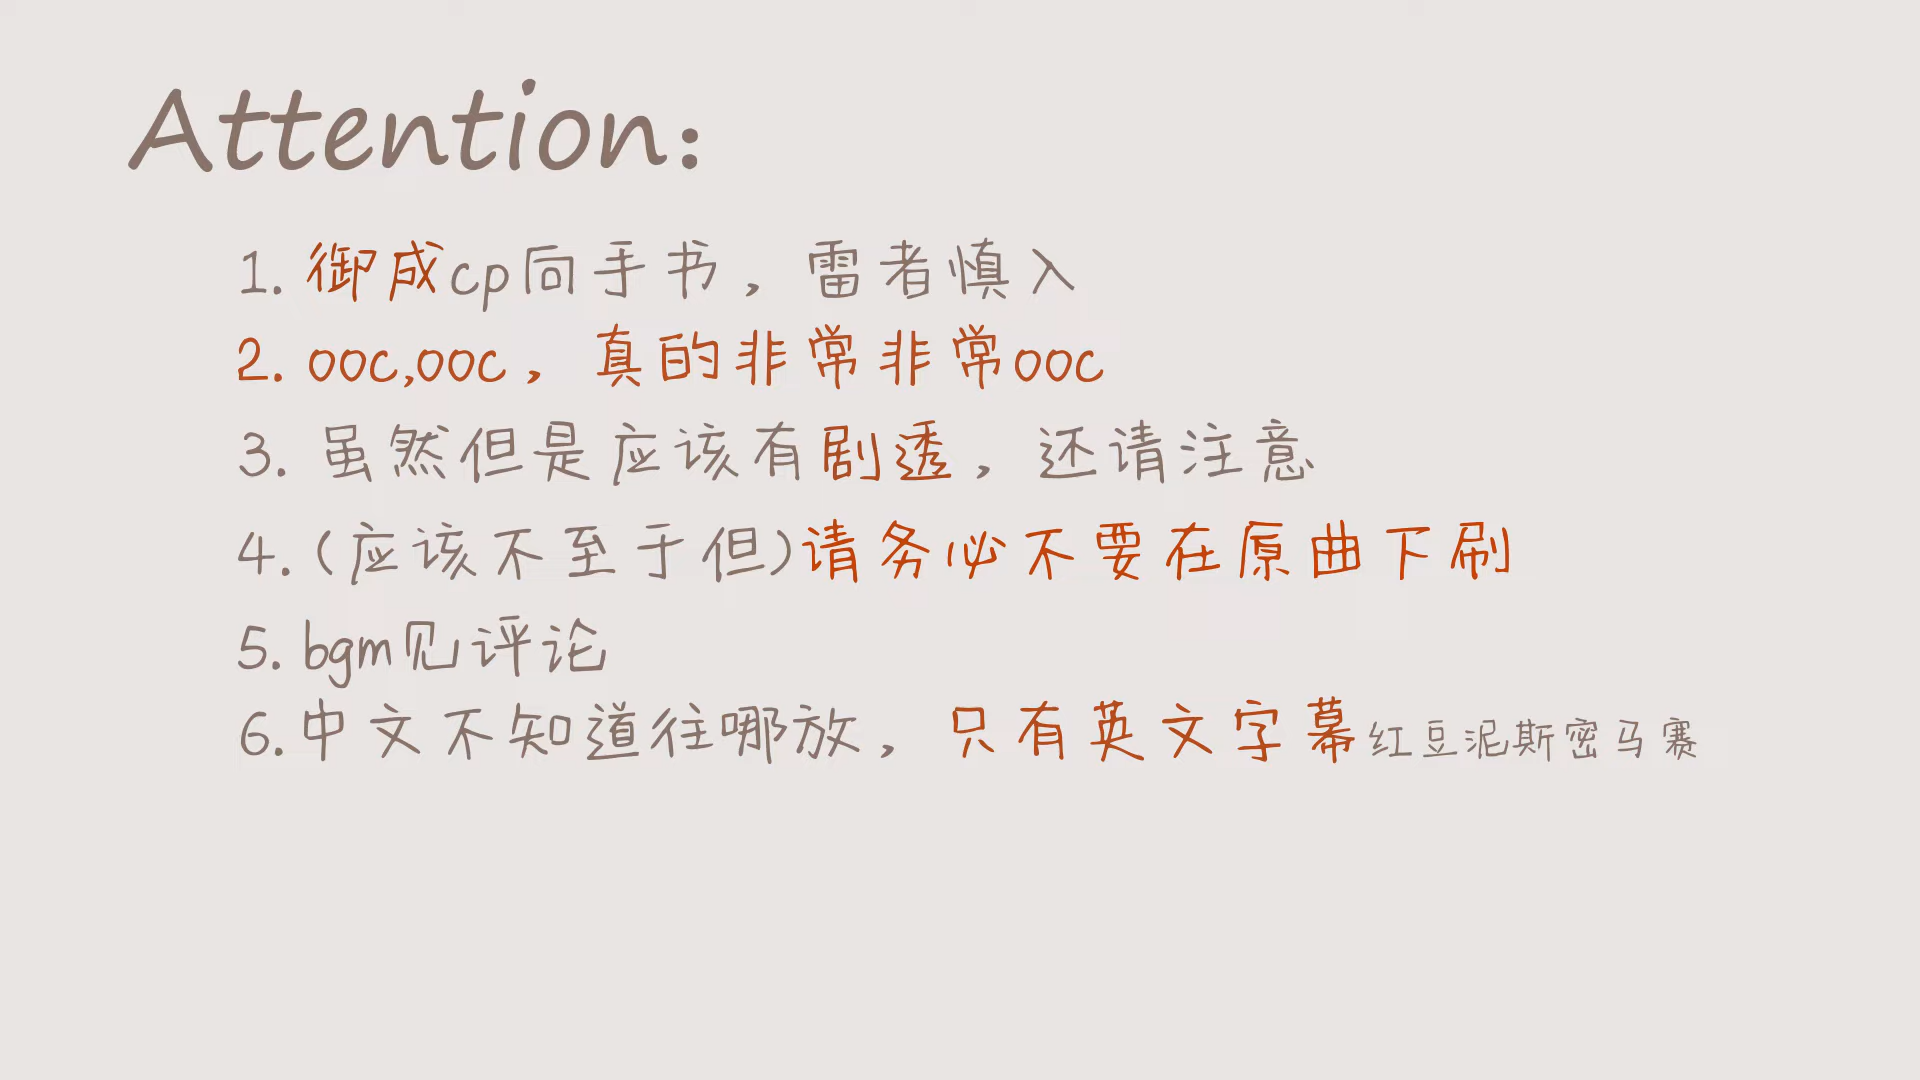 Attention:
1. 御成cp向手书，雷者慎入
2. ooc,ooc，真的非常非常ooc
3. 虽然但是应该有剧透，还请注意
4. (应该不至于但)请务必不要在原曲下刷
5. bgm见评论
6. 中文不知道往哪放，只有英文字幕红豆泥斯密马赛